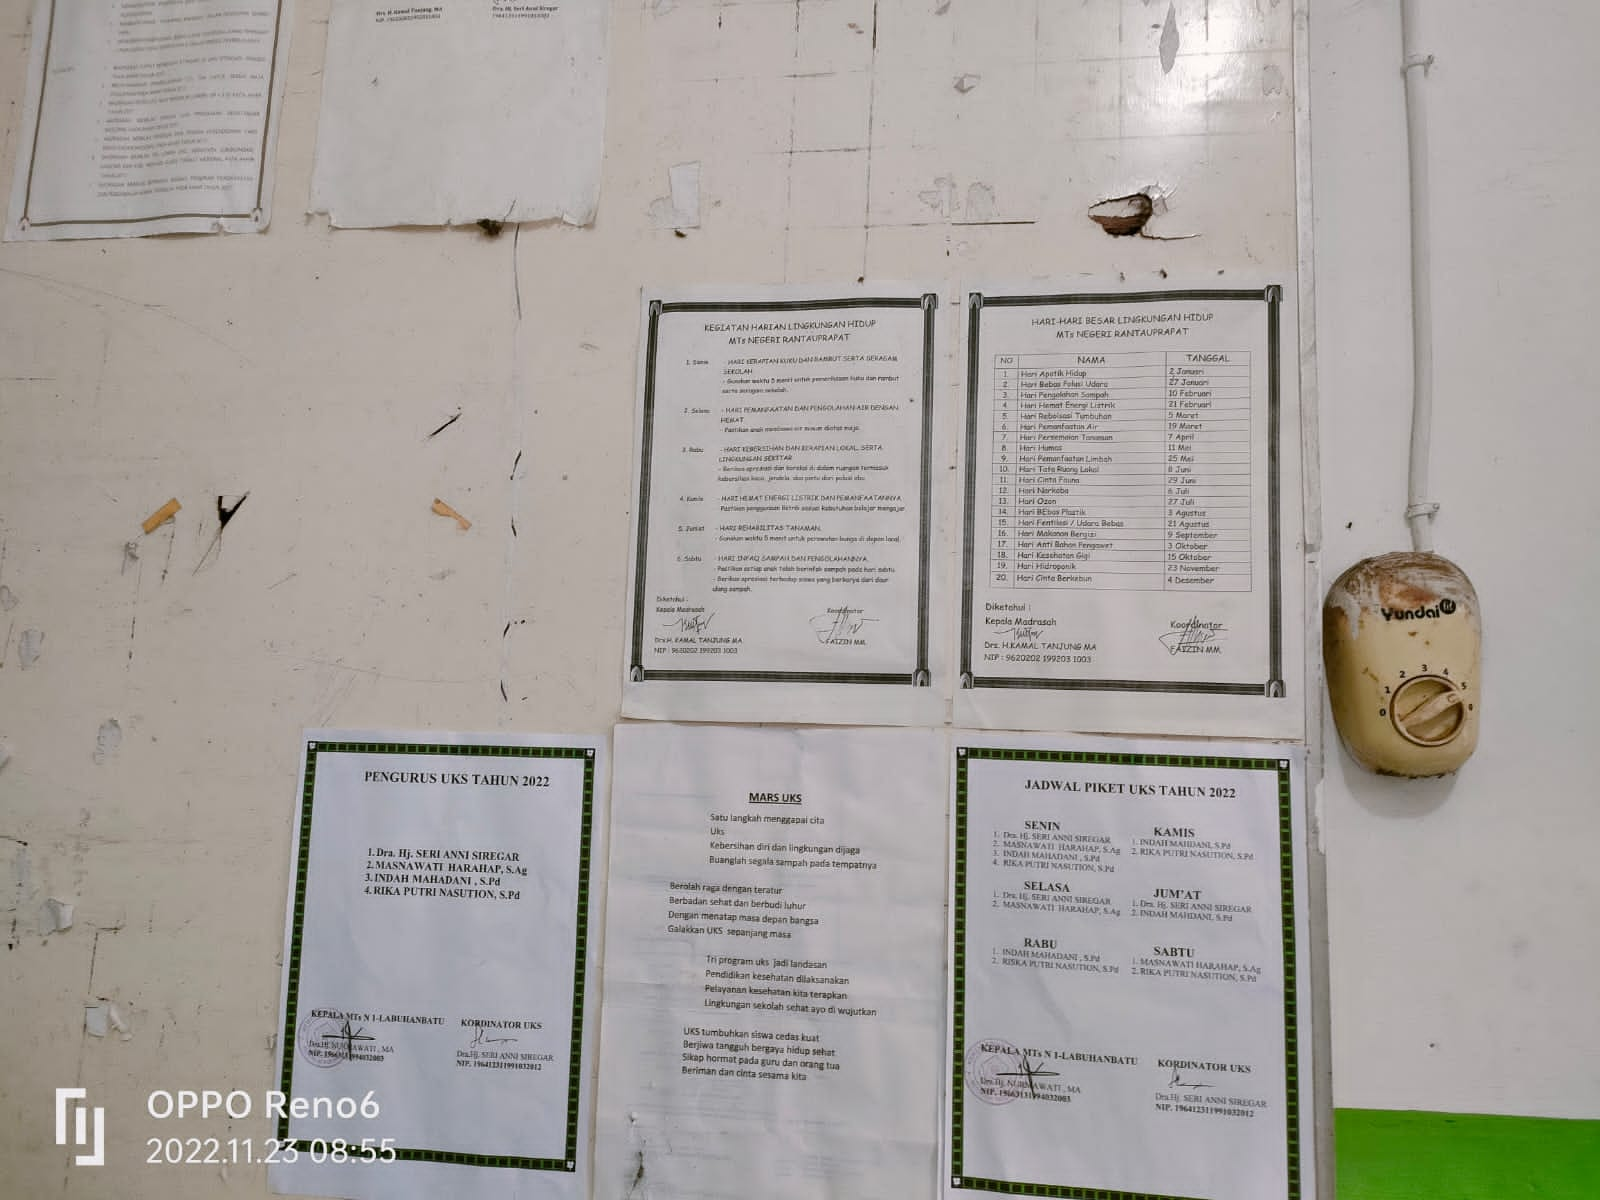 Drs. H. Kamal Tanjung, MA
Dra. Hj. Seri Anni Siregar
KEGIATAN HARIAN LINGKUNGAN HIDUP
MTs NEGERI RANTAUPRAPAT
1. Senin - HARI KERAPIAN KUKU DAN RAMBUT SERTA SERAGAM
SEKOLAH
- Gunakan waktu 5 menit untuk pemeriksaan kuku dan rambut
serta seragam sekolah.
2. Selasa - HARI PEMANFAATAN DAN PENGOLAHAN AIR DENGAN
HEMAT
- Pastikan anak membawa air minum diatas meja.
3. Rabu - HARI KEBERSIHAN DAN KERAPIAN LOKAL, SERTA
LINGKUNGAN SEKITAR
- Berikan apresiasi dan koreksi di dalam ruangan termasuk
kebersihan kaca, jendela, dan pintu dari polusi abu.
4. Kamis - HARI HEMAT ENERGI LISTRIK DAN PEMANFAATANNYA
- Pastikan penggunaan listrik sesuai kebutuhan belajar mengajar.
5. Jum'at - HARI REHABILITAS TANAMAN.
- Gunakan waktu 5 menit untuk perawatan bunga di depan lokal.
6. Sabtu - HARI INFAQ SAMPAH DAN PENGOLAHANNYA.
- Pastikan setiap anak telah berinfak sampah pada hari sabtu.
- Berikan apresiasi terhadap siswa yang berkarya dari daur
ulang sampah.
Diketahui :
Kepala Madrasah Koordinator
Drs.H. KAMAL TANJUNG MA FAIZIN MM.
NIP : 9620202 199203 1003
HARI-HARI BESAR LINGKUNGAN HIDUP
MTs NEGERI RANTAUPRAPAT
NO NAMA TANGGAL
1. Hari Apotik Hidup 2 Januari
2. Hari Bebas Polusi Udara 27 Januari
3. Hari Pengolahan Sampah 10 Februari
4. Hari Hemat Energi Listrik 21 Februari
5. Hari Reboisasi Tumbuhan 5 Maret
6. Hari Pemanfaatan Air 19 Maret
7. Hari Persemaian Tanaman 7 April
8. Hari Humas 11 Mei
9. Hari Pemanfaatan Limbah 25 Mei
10. Hari Tata Ruang Lokal 8 Juni
11. Hari Cinta Fauna 29 Juni
12. Hari Narkoba 6 Juli
13. Hari Ozon 27 Juli
14. Hari BEbas Plastik 3 Agustus
15. Hari Fentilasi / Udara Bebas 21 Agustus
16. Hari Makanan Bergizi 9 September
17. Hari Anti Bahan Pengawet 3 Oktober
18. Hari Kesehatan Gigi 15 Oktober
19. Hari Hidroponik 23 November
20. Hari Cinta Berkebun 4 Desember
Diketahui :
Kepala Madrasah Koordinator
Drs. H.KAMAL TANJUNG MA FAIZIN MM.
NIP : 9620202 199203 1003
Yundai
0 1 2 3 4 5
PENGURUS UKS TAHUN 2022
1. Dra. Hj. SERI ANNI SIREGAR
2. MASNAWATI HARAHAP, S.Ag
3. INDAH MAHADANI , S.Pd
4. RIKA PUTRI NASUTION, S.Pd
KEPALA MTs N 1-LABUHANBATU KORDINATOR UKS
Dra.Hj. NURMAWATI , MA Dra.Hj. SERI ANNI SIREGAR
NIP. 196412311991032012
MARS UKS
Satu langkah menggapai cita
Uks
Kebersihan diri dan lingkungan dijaga
Buanglah segala sampah pada tempatnya
Berolah raga dengan teratur
Berbadan sehat dan berbudi luhur
Dengan menatap masa depan bangsa
Galakkan UKS sepanjang masa
Tri program uks jadi landasan
Pendidikan kesehatan dilaksanakan
Pelayanan kesehatan kita terapkan
Lingkungan sekolah sehat ayo di wujutkan
UKS tumbuhkan siswa cedas kuat
Berjiwa tangguh bergaya hidup sehat
Sikap hormat pada guru dan orang tua
Beriman dan cinta sesama kita
JADWAL PIKET UKS TAHUN 2022
SENIN
1. Dra. Hj. SERI ANNI SIREGAR
2. MASNAWATI HARAHAP, S.Ag
3. INDAH MAHADANI , S.Pd
4. RIKA PUTRI NASUTION, S.Pd
SELASA
1. Dra. Hj. SERI ANNI SIREGAR
2. MASNAWATI HARAHAP, S.Ag
RABU
1. INDAH MAHADANI , S.Pd
2. RISKA PUTRI NASUTION, S.Pd
KAMIS
1. INDAH MAHDANI, S.Pd
2. RIKA PUTRI NASUTION, S.Pd
JUM'AT
1. Dra. Hj. SERI ANNI SIREGAR
2. INDAH MAHDANI, S.Pd
SABTU
1. MASNAWATI HARAHAP, S.Ag
2. RIKA PUTRI NASUTION, S.Pd
KEPALA MTs N 1-LABUHANBATU KORDINATOR UKS
Dra.Hj. NURMAWATI , MA Dra.Hj. SERI ANNI SIREGAR
NIP. 196412311991032012
OPPO Reno6
2022.11.23 08:55